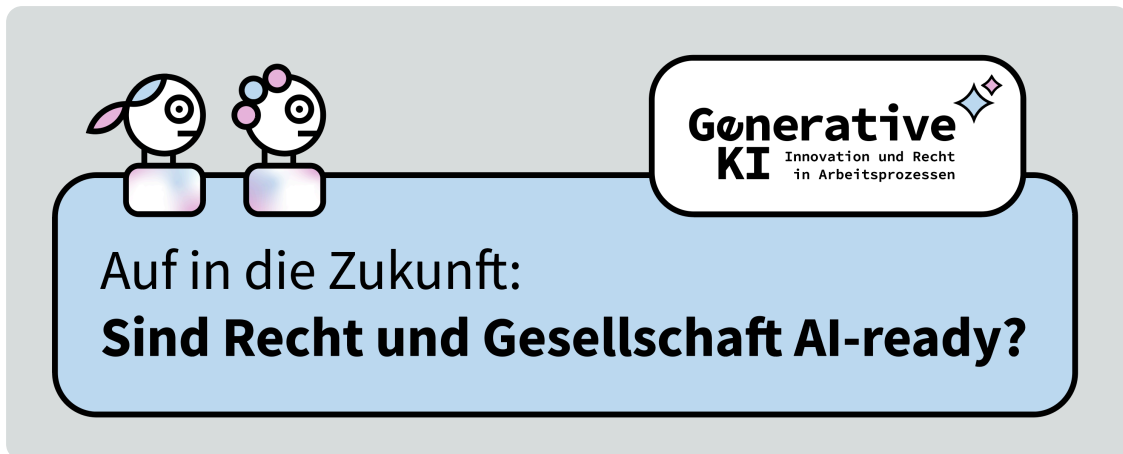 Generative
KI Innovation und Recht
in Arbeitsprozessen
Auf in die Zukunft:
Sind Recht und Gesellschaft AI-ready?